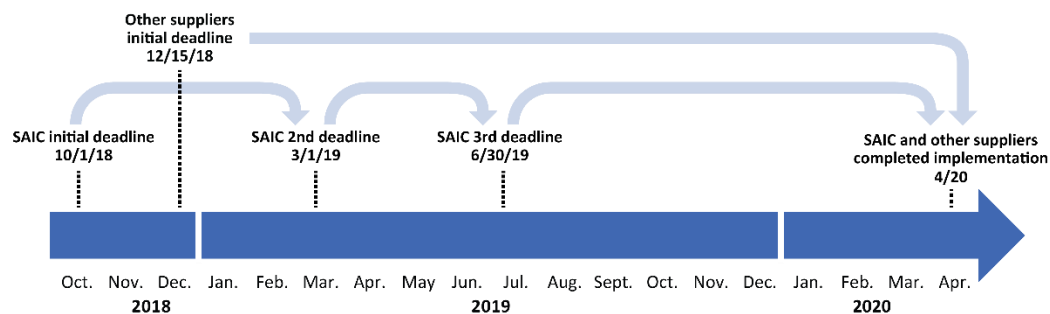 Other suppliers
initial deadline
12/15/18
SAIC initial deadline
10/1/18
SAIC 2nd deadline
3/1/19
SAIC 3rd deadline
6/30/19
SAIC and other suppliers
completed implementation
4/20
Oct. Nov. Dec. Jan. Feb. Mar. Apr. May Jun. Jul. Aug. Sept. Oct. Nov. Dec. Jan. Feb. Mar. Apr.
2018 2019 2020